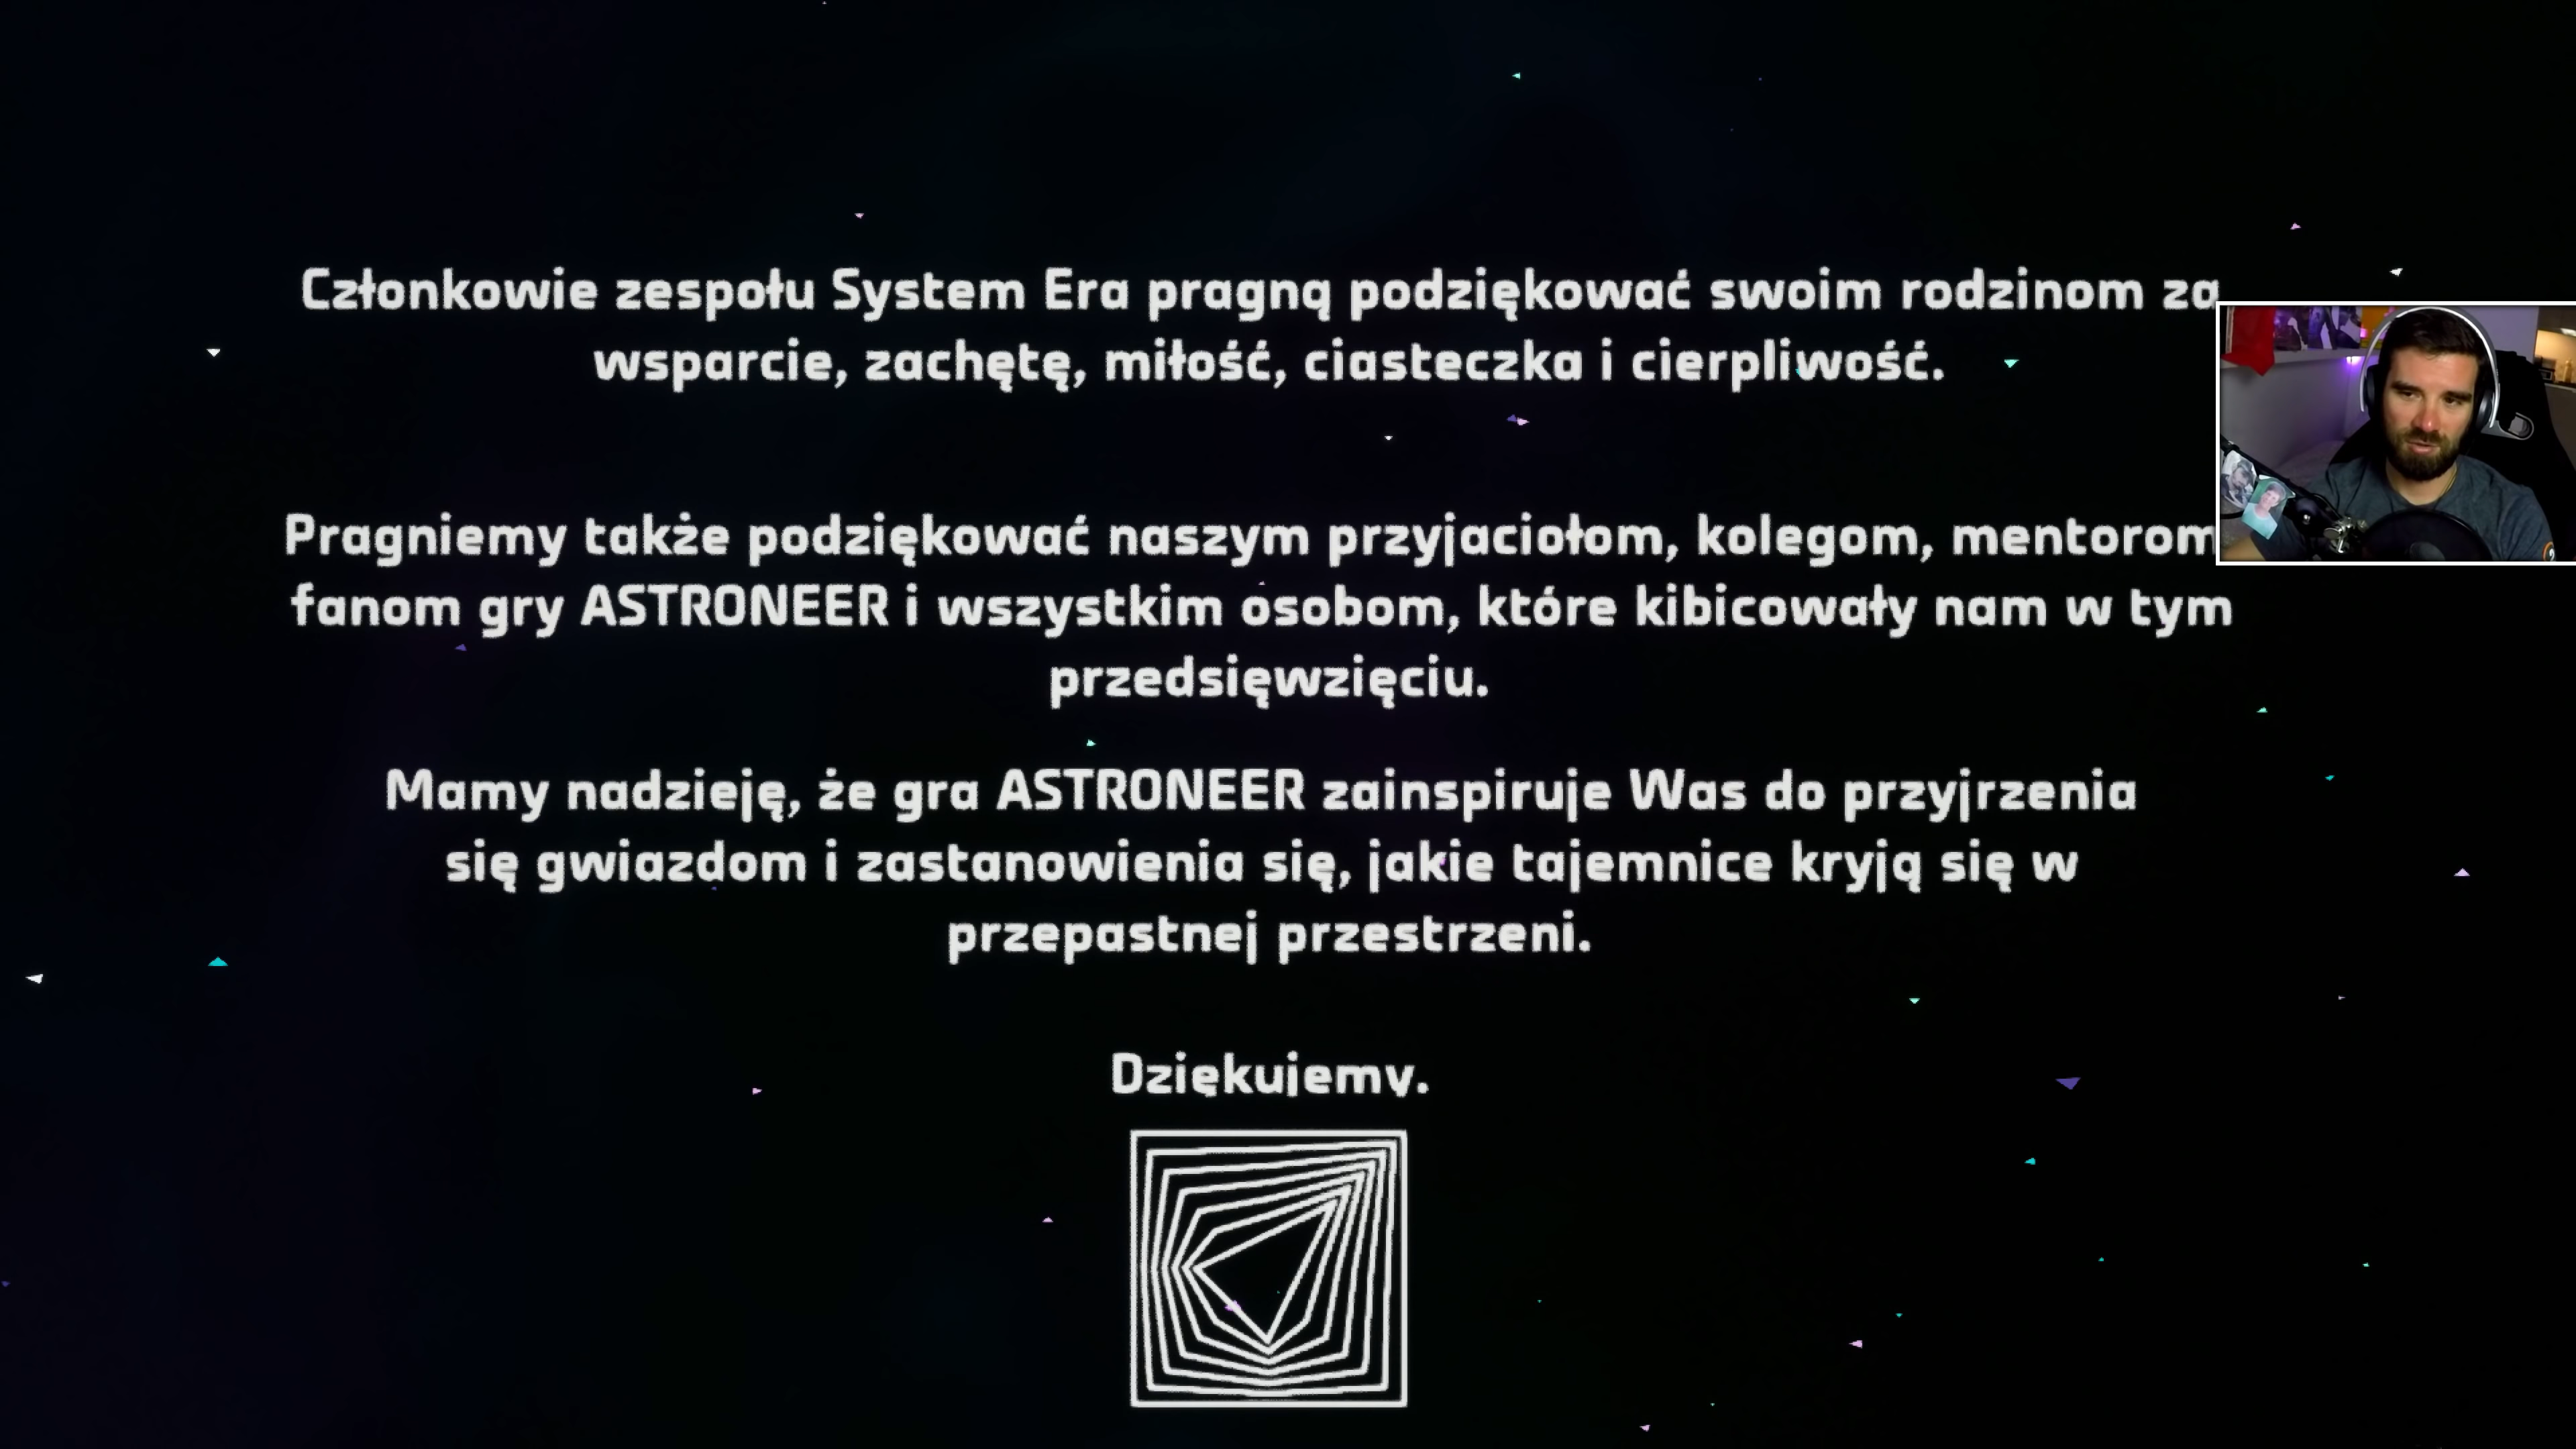 Członkowie zespołu System Era pragną podziękować swoim rodzinom za
wsparcie, zachętę, miłość, ciasteczka i cierpliwość.
Pragniemy także podziękować naszym przyjaciołom, kolegom, mentorom
fanom gry ASTRONEER i wszystkim osobom, które kibicowały nam w tym
przedsięwzięciu.
Mamy nadzieję, że gra ASTRONEER zainspiruje Was do przyjrzenia
się gwiazdom i zastanowienia się, jakie tajemnice kryją się w
przepastnej przestrzeni.
Dziękujemy.